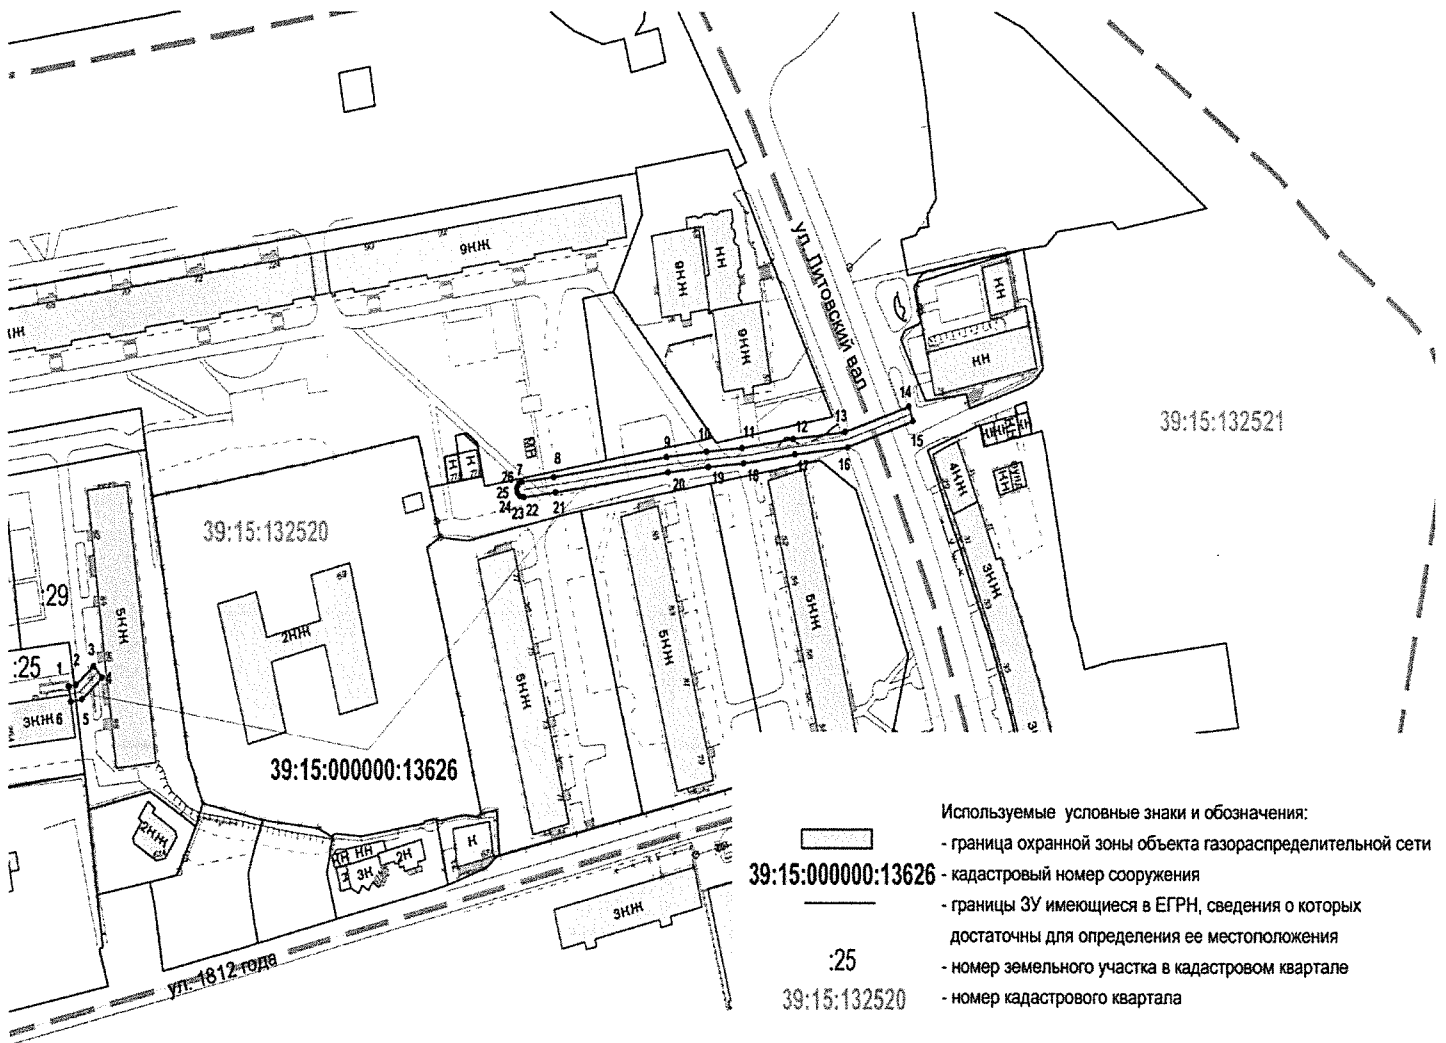 9НЖ
НЖ
9НЖ
НН
9НЖ
ул. Литовский вал
НН
НН
39:15:132521
14
13
15
12
11
10
9
16
17
18
19
20
8
7
26
25
24
23
22
21
Н
Н
39:15:132520
4НЖ
НН
3НЖ
:29
5НЖ
2НЖ
63
5НЖ
5НЖ
5НЖ
:25
1
2
3
4
3НЖ
6
5
39:15:000000:13626
2НЖ
НН
НН
2Н
3Н
Н
3НЖ
ул. 1812 года
Используемые условные знаки и обозначения:
- граница охранной зоны объекта газораспределительной сети
39:15:000000:13626 - кадастровый номер сооружения
- границы ЗУ имеющиеся в ЕГРН, сведения о которых
достаточны для определения ее местоположения
:25 - номер земельного участка в кадастровом квартале
39:15:132520 - номер кадастрового квартала